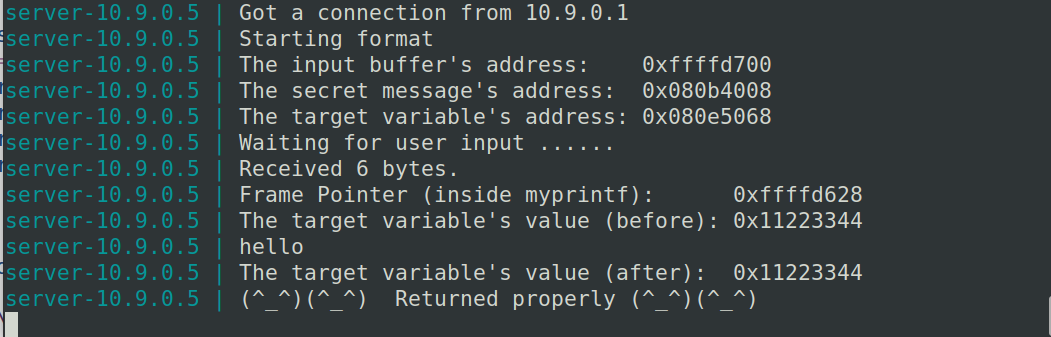 server-10.9.0.5 | Got a connection from 10.9.0.1
server-10.9.0.5 | Starting format
server-10.9.0.5 | The input buffer's address:    0xffffd700
server-10.9.0.5 | The secret message's address:  0x080b4008
server-10.9.0.5 | The target variable's address: 0x080e5068
server-10.9.0.5 | Waiting for user input ......
server-10.9.0.5 | Received 6 bytes.
server-10.9.0.5 | Frame Pointer (inside myprintf):      0xffffd628
server-10.9.0.5 | The target variable's value (before): 0x11223344
server-10.9.0.5 | hello
server-10.9.0.5 | The target variable's value (after):  0x11223344
server-10.9.0.5 | (^_^)(^_^)  Returned properly (^_^)(^_^)